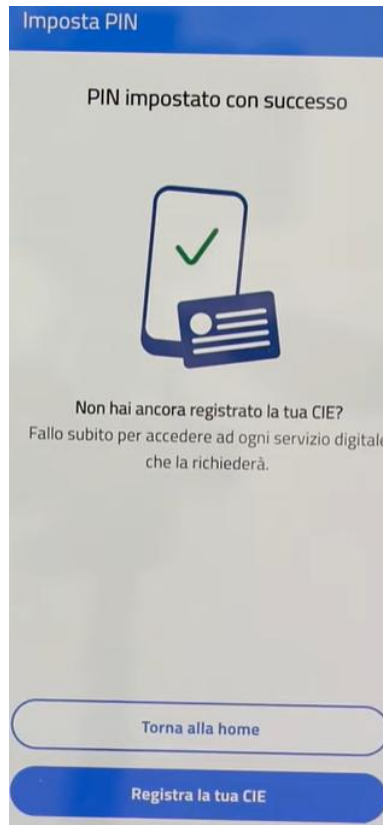 Imposta PIN
PIN impostato con successo
Non hai ancora registrato la tua CIE?
Fallo subito per accedere ad ogni servizio digitale
che la richiederà.
Torna alla home
Registra la tua CIE